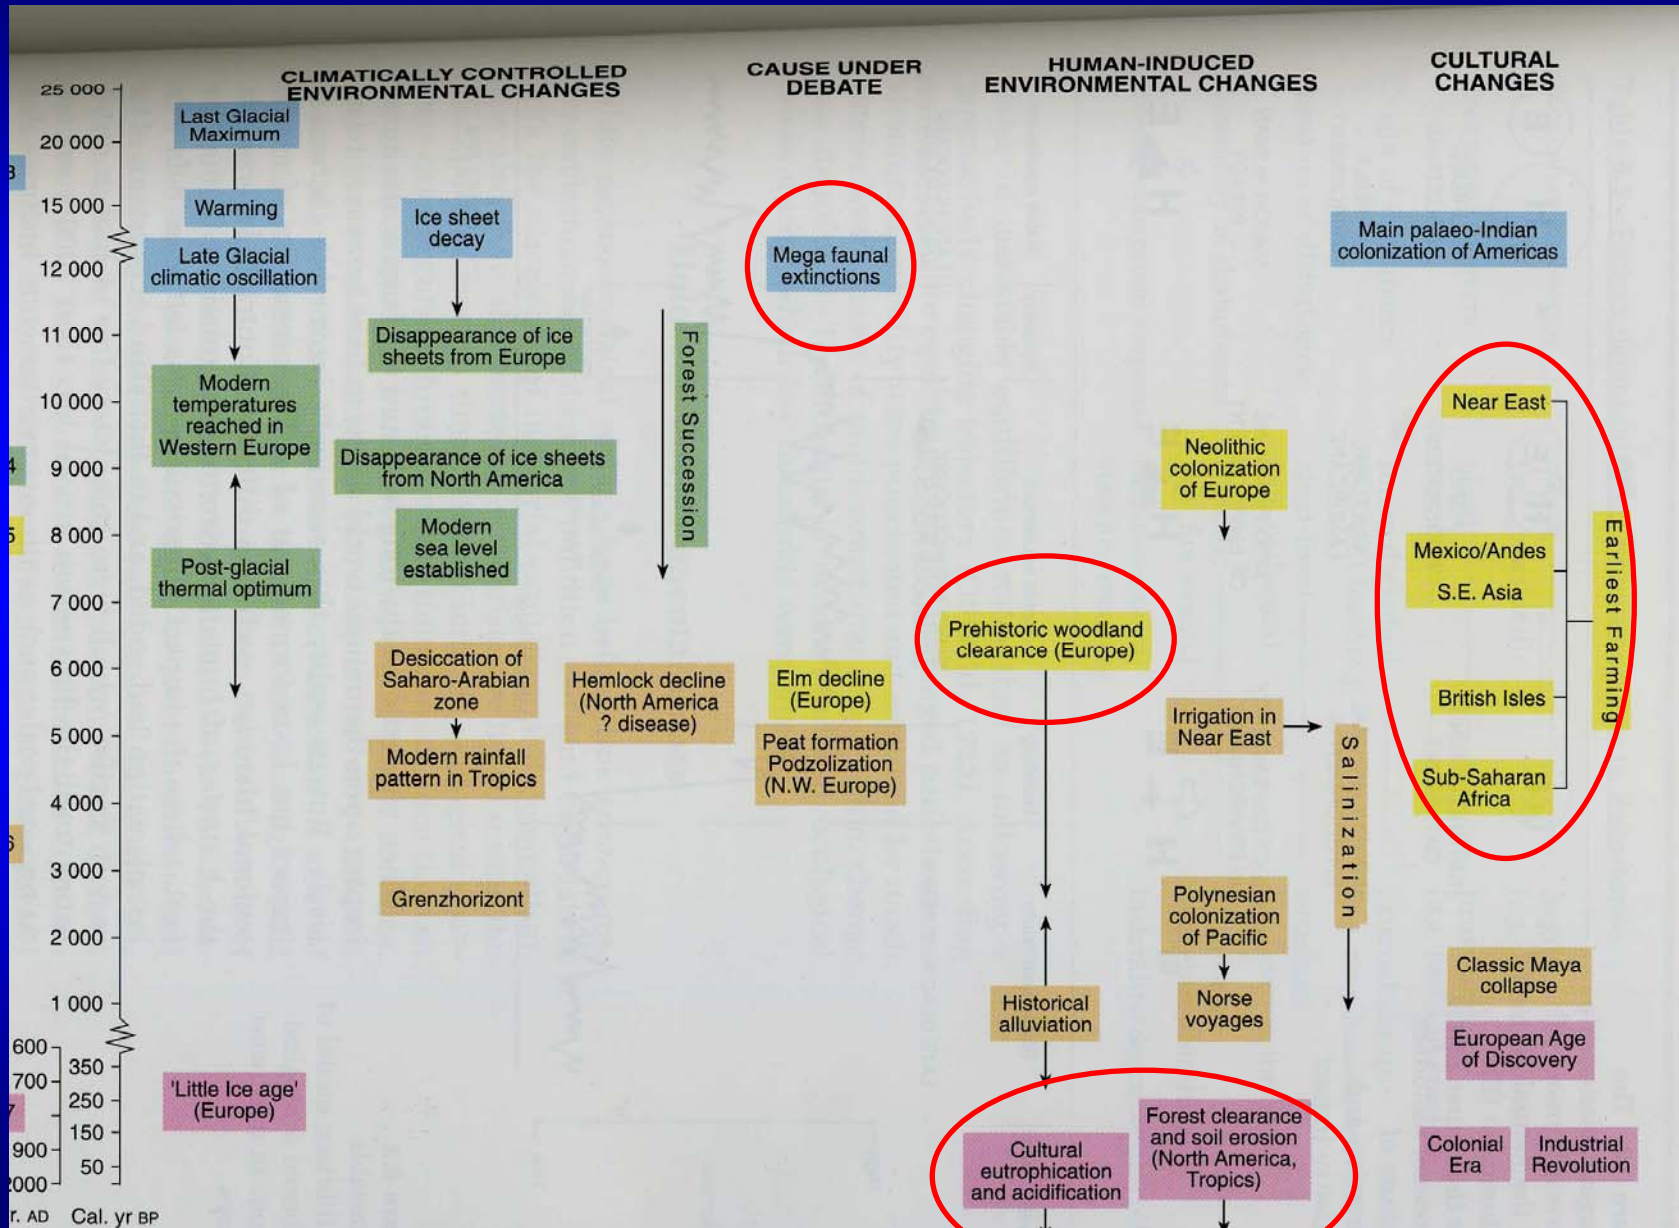 CLIMATICALLY CONTROLLED
ENVIRONMENTAL CHANGES
CAUSE UNDER
DEBATE
HUMAN-INDUCED
ENVIRONMENTAL CHANGES
CULTURAL
CHANGES
25 000
20 000
15 000
12 000
11 000
10 000
9 000
8 000
7 000
6 000
5 000
4 000
3 000
2 000
1 000
600
700
900
2000
350
250
150
50
r. AD
Cal. yr BP
3
4
5
6
7
Last Glacial
Maximum
Warming
Late Glacial
climatic oscillation
Modern
temperatures
reached in
Western Europe
Post-glacial
thermal optimum
'Little Ice age'
(Europe)
Ice sheet
decay
Disappearance of ice
sheets from Europe
Disappearance of ice sheets
from North America
Modern
sea level
established
Desiccation of
Saharo-Arabian
zone
Modern rainfall
pattern in Tropics
Grenzhorizont
Forest Succession
Hemlock decline
(North America
? disease)
Mega faunal
extinctions
Elm decline
(Europe)
Peat formation
Podzolization
(N.W. Europe)
Prehistoric woodland
clearance (Europe)
Historical
alluviation
Cultural
eutrophication
and acidification
Neolithic
colonization
of Europe
Irrigation in
Near East
Salinization
Polynesian
colonization
of Pacific
Norse
voyages
Forest clearance
and soil erosion
(North America,
Tropics)
Main palaeo-Indian
colonization of Americas
Near East
Mexico/Andes
S.E. Asia
British Isles
Sub-Saharan
Africa
Earliest Farming
Classic Maya
collapse
European Age
of Discovery
Colonial
Era
Industrial
Revolution